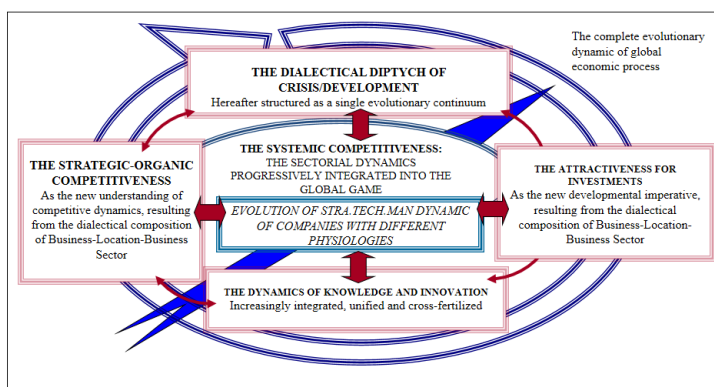 The complete evolutionary
dynamic of global
economic process
THE DIALECTICAL DIPTYCH OF
CRISIS/DEVELOPMENT
Hereafter structured as a single evolutionary continuum
THE STRATEGIC-ORGANIC
COMPETITIVENESS
As the new understanding of
competitive dynamics, resulting
from the dialectical composition
of Business-Location-Business
Sector
THE SYSTEMIC COMPETITIVENESS:
THE SECTORIAL DYNAMICS
PROGRESSIVELY INTEGRATED INTO THE
GLOBAL GAME
EVOLUTION OF STRA.TECH.MAN DYNAMIC
OF COMPANIES WITH DIFFERENT
PHYSIOLOGIES
THE ATTRACTIVENESS FOR
INVESTMENTS
As the new developmental imperative,
resulting from the dialectical
composition of Business-Location-
Business Sector
THE DYNAMICS OF KNOWLEDGE AND INNOVATION
Increasingly integrated, unified and cross-fertilized